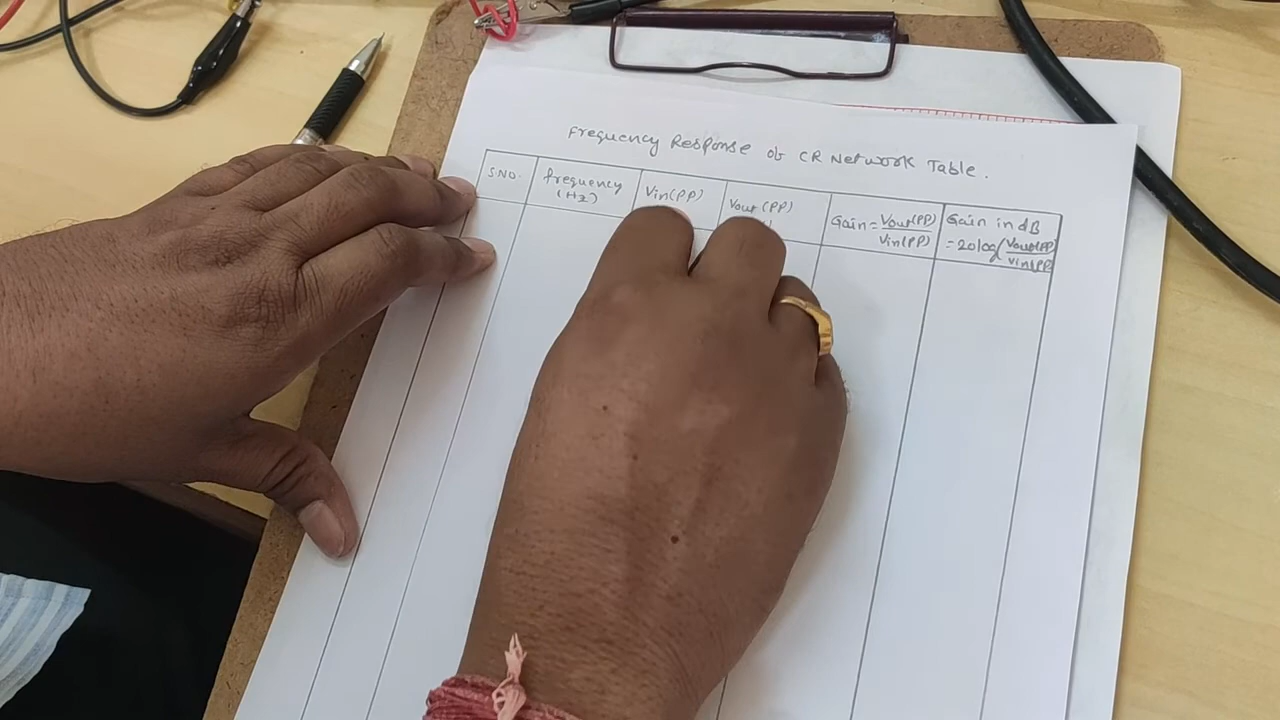 Frequency Response of CR Network Table.
S.NO. frequency (Hz) Vin(PP) Vout (PP) Gain = Vout(PP) / Vin(PP) Gain in dB = 20log(Vout(PP) / Vin(PP)